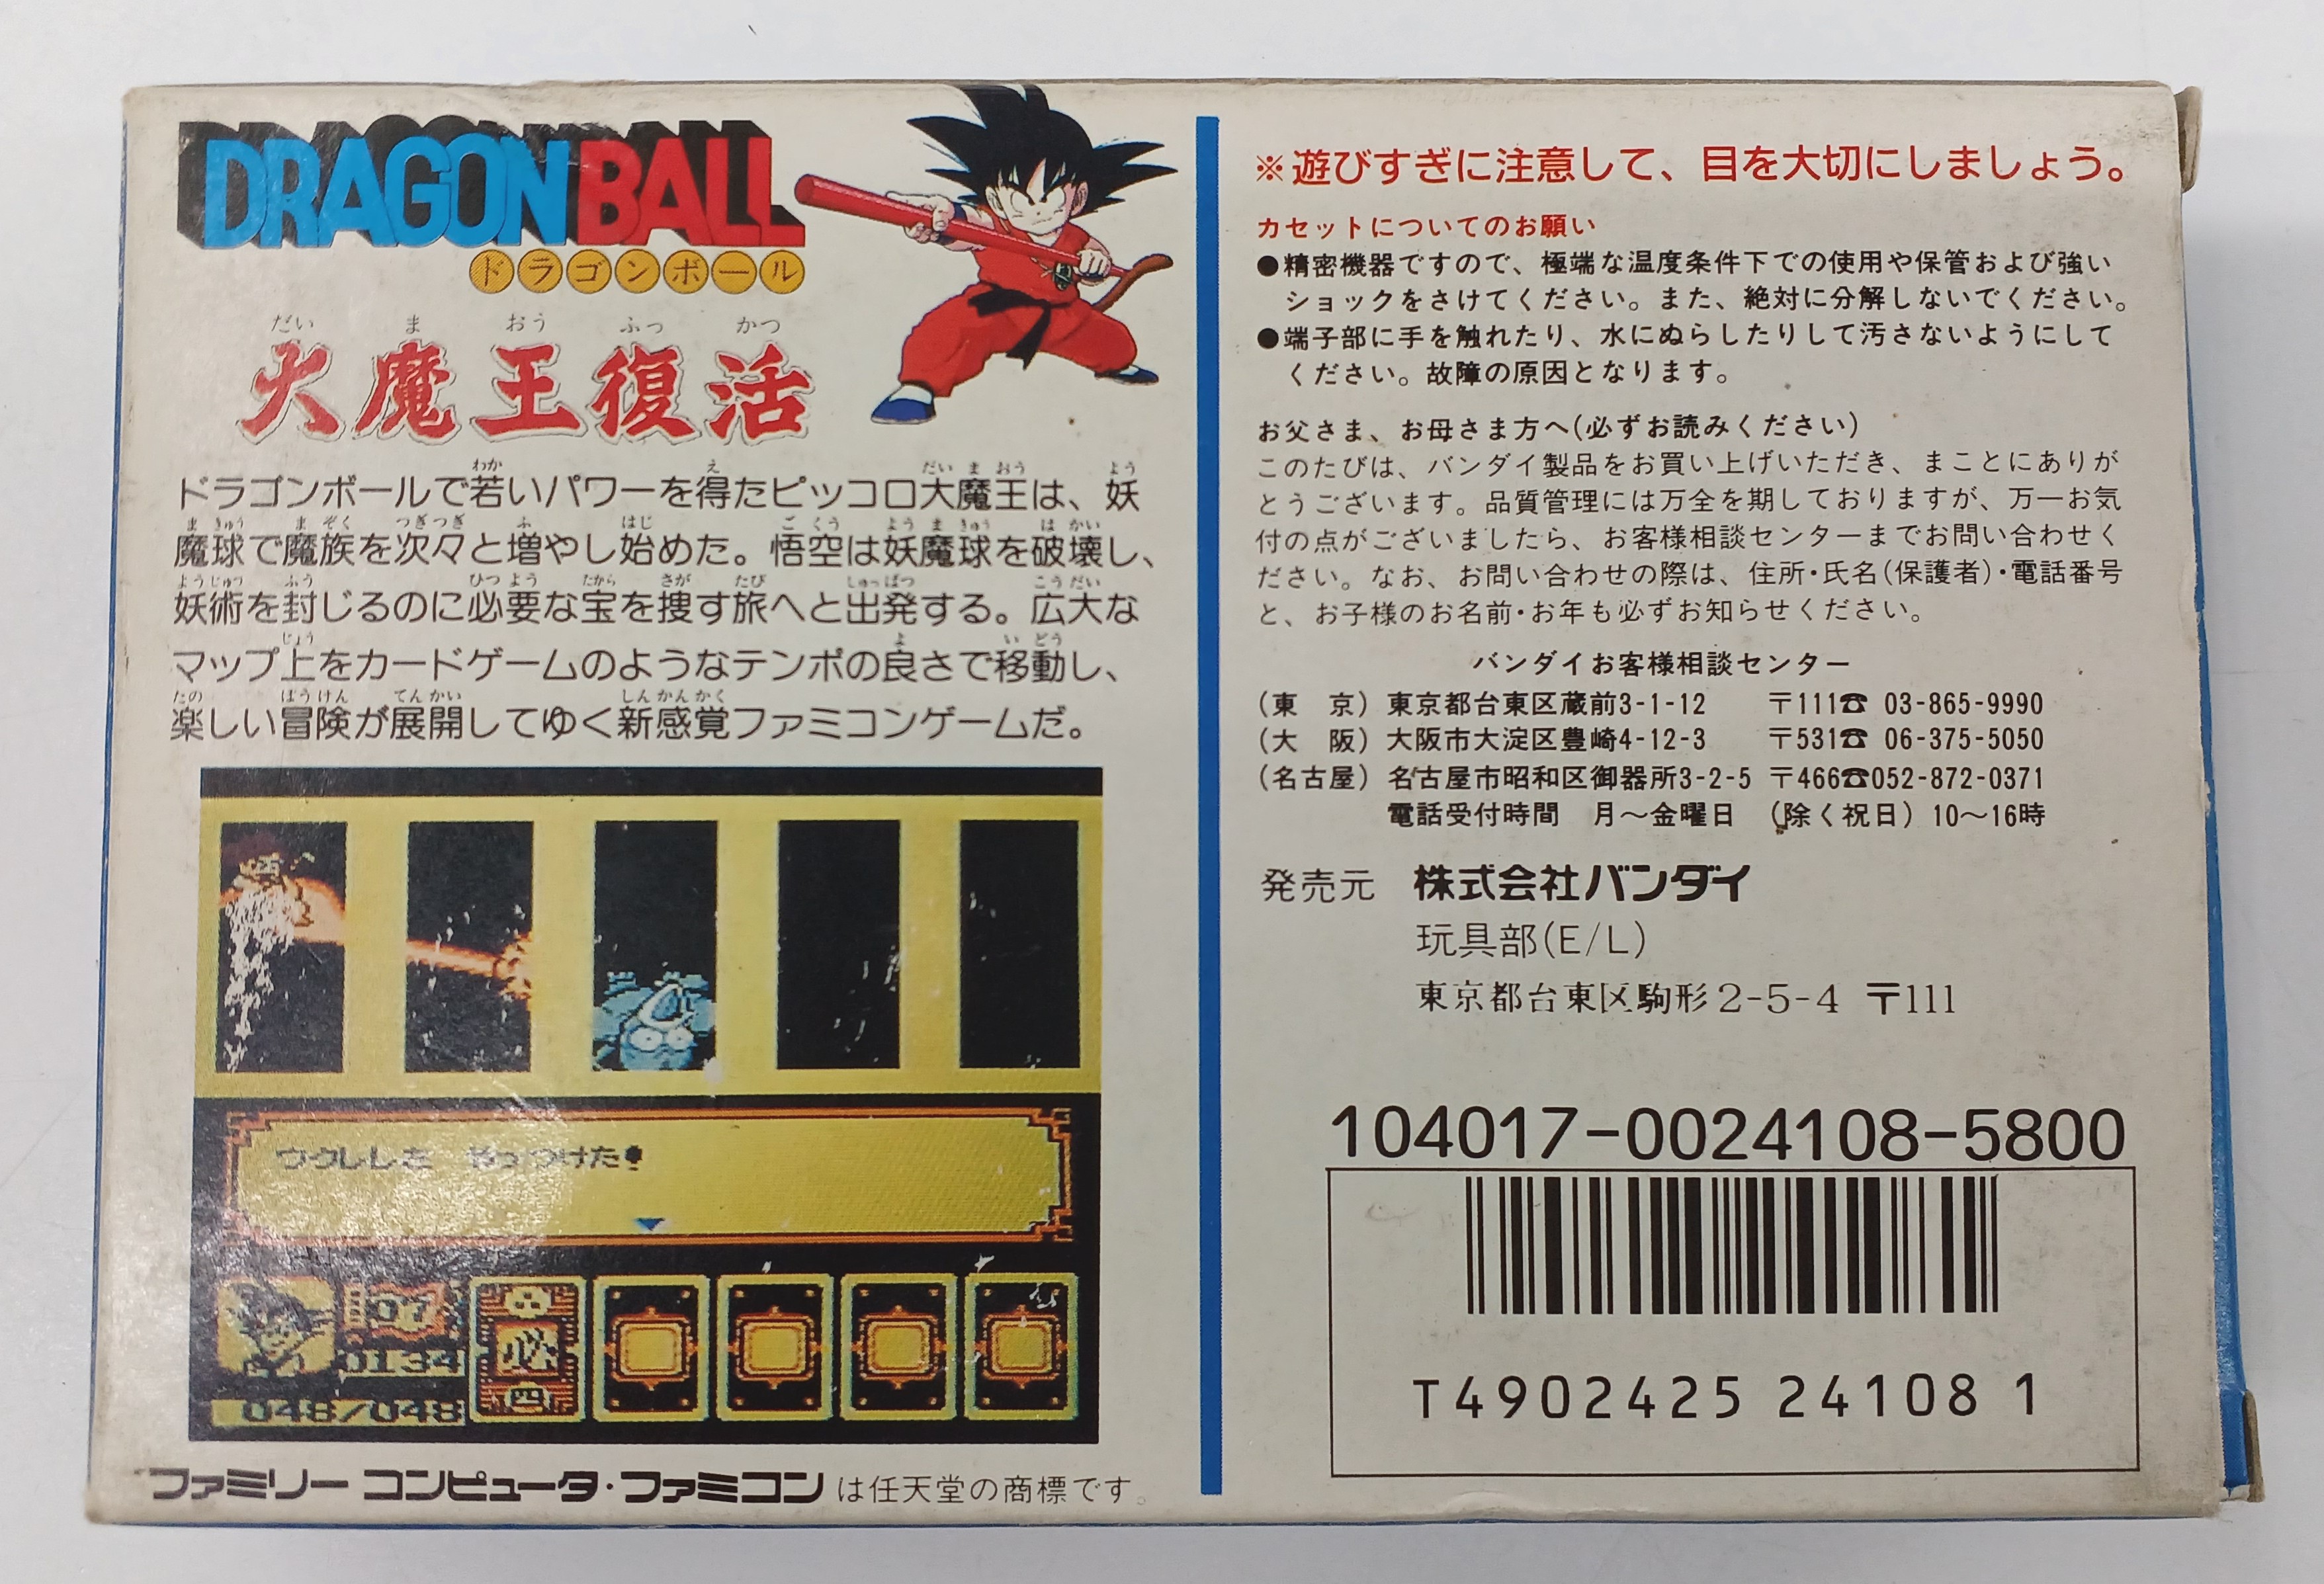 DRAGON BALL
ドラゴンボール
だい ま おう ふっ かつ
大魔王復活
ドラゴンボールで若いパワーを得たピッコロ大魔王は、妖
魔球で魔族を次々と増やし始めた。悟空は妖魔球を破壊し、
妖術を封じるのに必要な宝を捜す旅へと出発する。広大な
マップ上をカードゲームのようなテンポの良さで移動し、
楽しい冒険が展開してゆく新感覚ファミコンゲームだ。
ウクレレを やっつけた!
07
0134
048/048
必
四
ファミリー コンピュータ・ファミコン は任天堂の商標です。
※遊びすぎに注意して、目を大切にしましょう。
カセットについてのお願い
●精密機器ですので、極端な温度条件下での使用や保管および強い
ショックをさけてください。また、絶対に分解しないでください。
●端子部に手を触れたり、水にぬらしたりして汚さないようにして
ください。故障の原因となります。
お父さま、お母さま方へ(必ずお読みください)
このたびは、バンダイ製品をお買い上げいただき、まことにありが
とうございます。品質管理には万全を期しておりますが、万一お気
付の点がございましたら、お客様相談センターまでお問い合わせく
ださい。なお、お問い合わせの際は、住所・氏名(保護者)・電話番号
と、お子様のお名前・お年も必ずお知らせください。
バンダイお客様相談センター
(東 京) 東京都台東区蔵前3-1-12 〒111☎ 03-865-9990
(大 阪) 大阪市大淀区豊崎4-12-3 〒531☎ 06-375-5050
(名古屋) 名古屋市昭和区御器所3-2-5 〒466☎052-872-0371
電話受付時間 月〜金曜日 (除く祝日) 10〜16時
発売元 株式会社バンダイ
玩具部(E/L)
東京都台東区駒形2-5-4 〒111
104017-0024108-5800
T4902425 241081